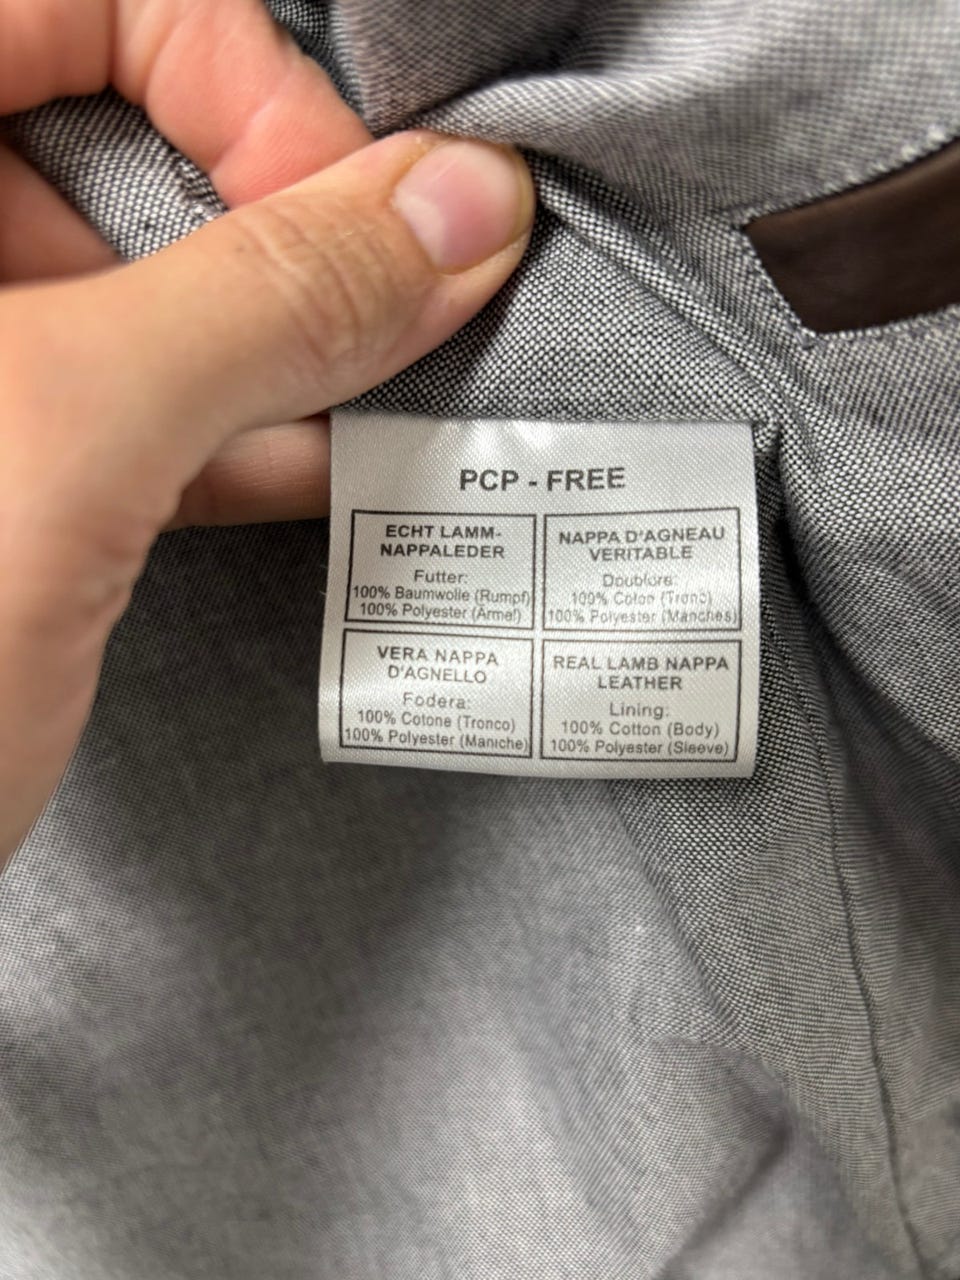 PCP - FREE
ECHT LAMM-
NAPPALEDER
Futter:
100% Baumwolle (Rumpf)
100% Polyester (Ärmel)
NAPPA D'AGNEAU
VERITABLE
Doublure:
100% Coton (Tronc)
100% Polyester (Manches)
VERA NAPPA
D'AGNELLO
Fodera:
100% Cotone (Tronco)
100% Polyester (Maniche)
REAL LAMB NAPPA
LEATHER
Lining:
100% Cotton (Body)
100% Polyester (Sleeve)